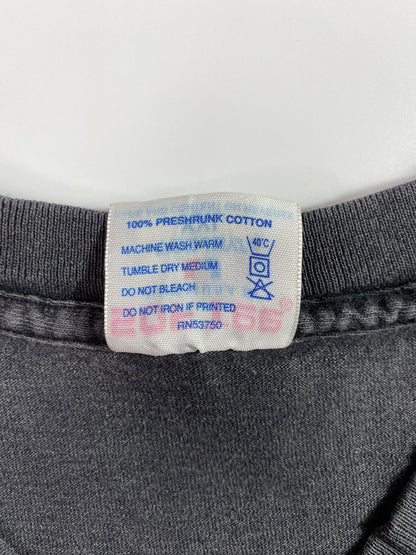 100% PRESHRUNK COTTON
MACHINE WASH WARM
40°C
TUMBLE DRY MEDIUM
DO NOT BLEACH
DO NOT IRON IF PRINTED
RN53750